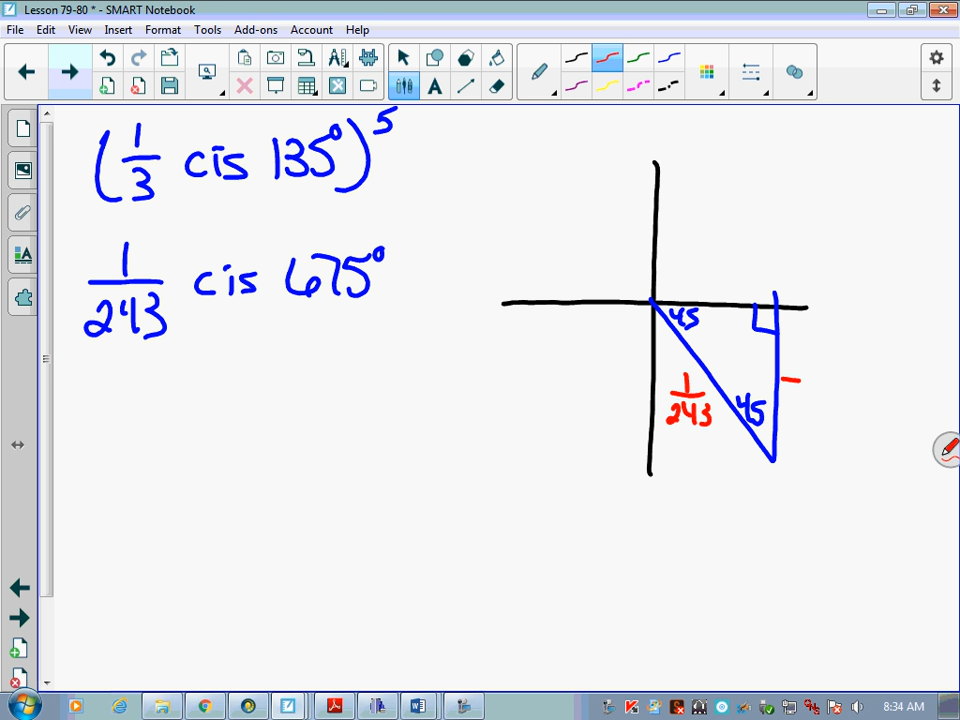 Lesson 79-80 * - SMART Notebook
File Edit View Insert Format Tools Add-ons Account Help
(1/3 cis 135°)^5
1/243 cis 675°
45
1/243
45
-
8:34 AM